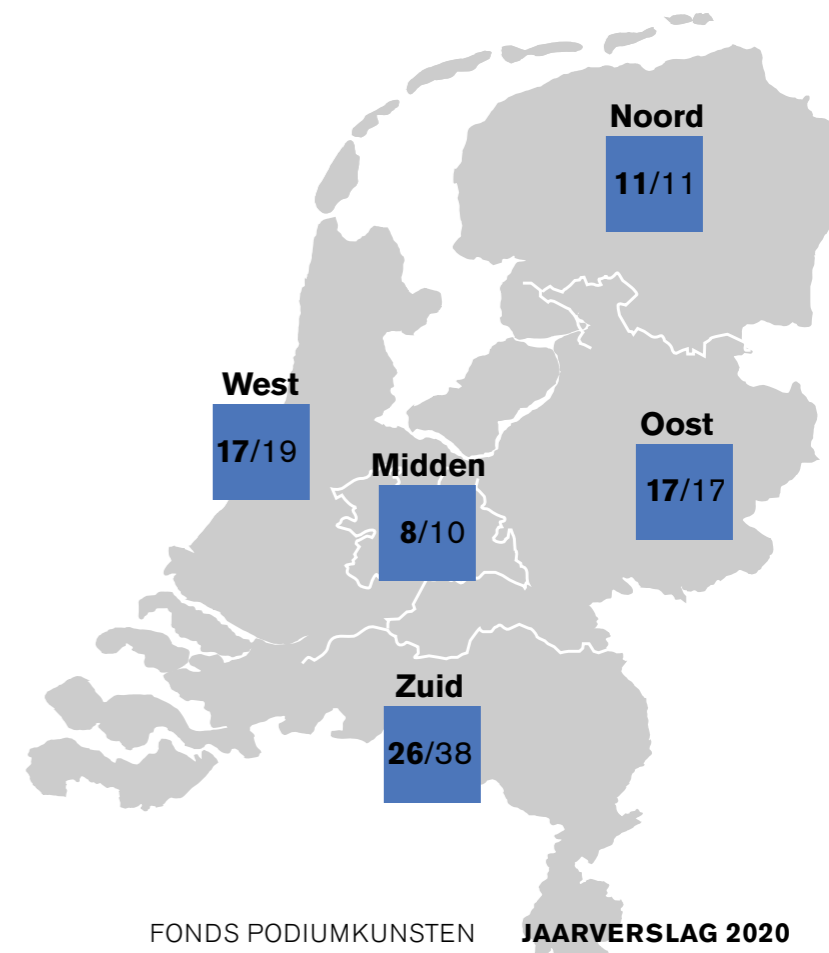 Noord
11/11
West
17/19
Midden
8/10
Oost
17/17
Zuid
26/38
FONDS PODIUMKUNSTEN JAARVERSLAG 2020